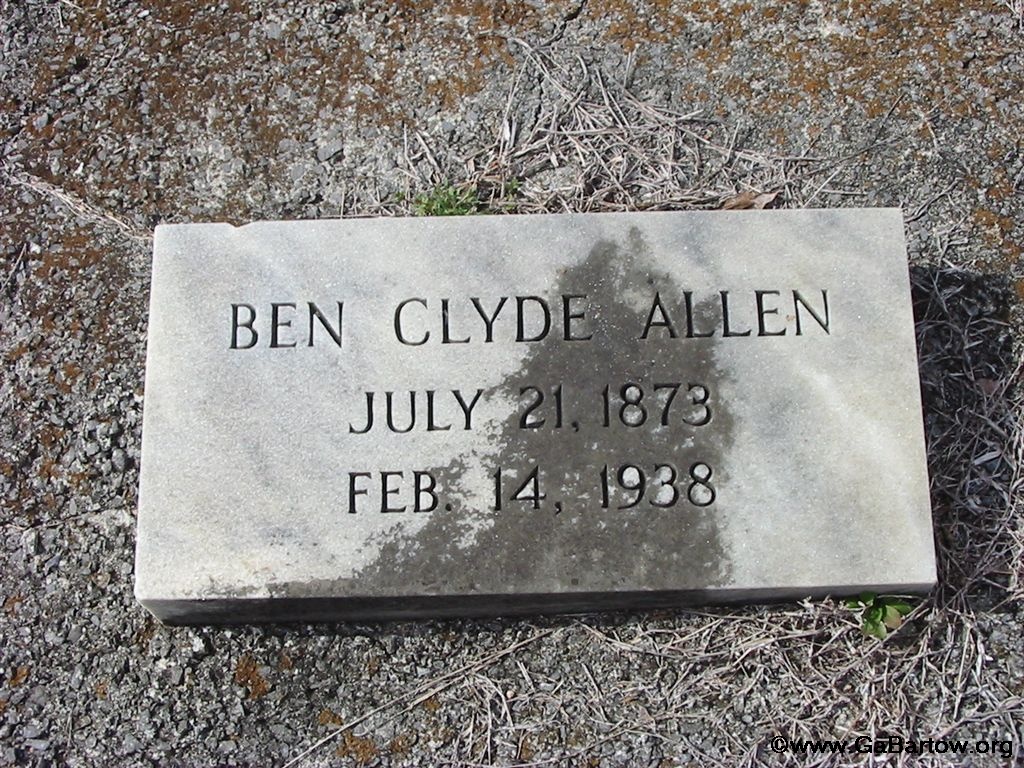 BEN CLYDE ALLEN
JULY 21, 1873
FEB. 14, 1938
©www.GaBartow.org